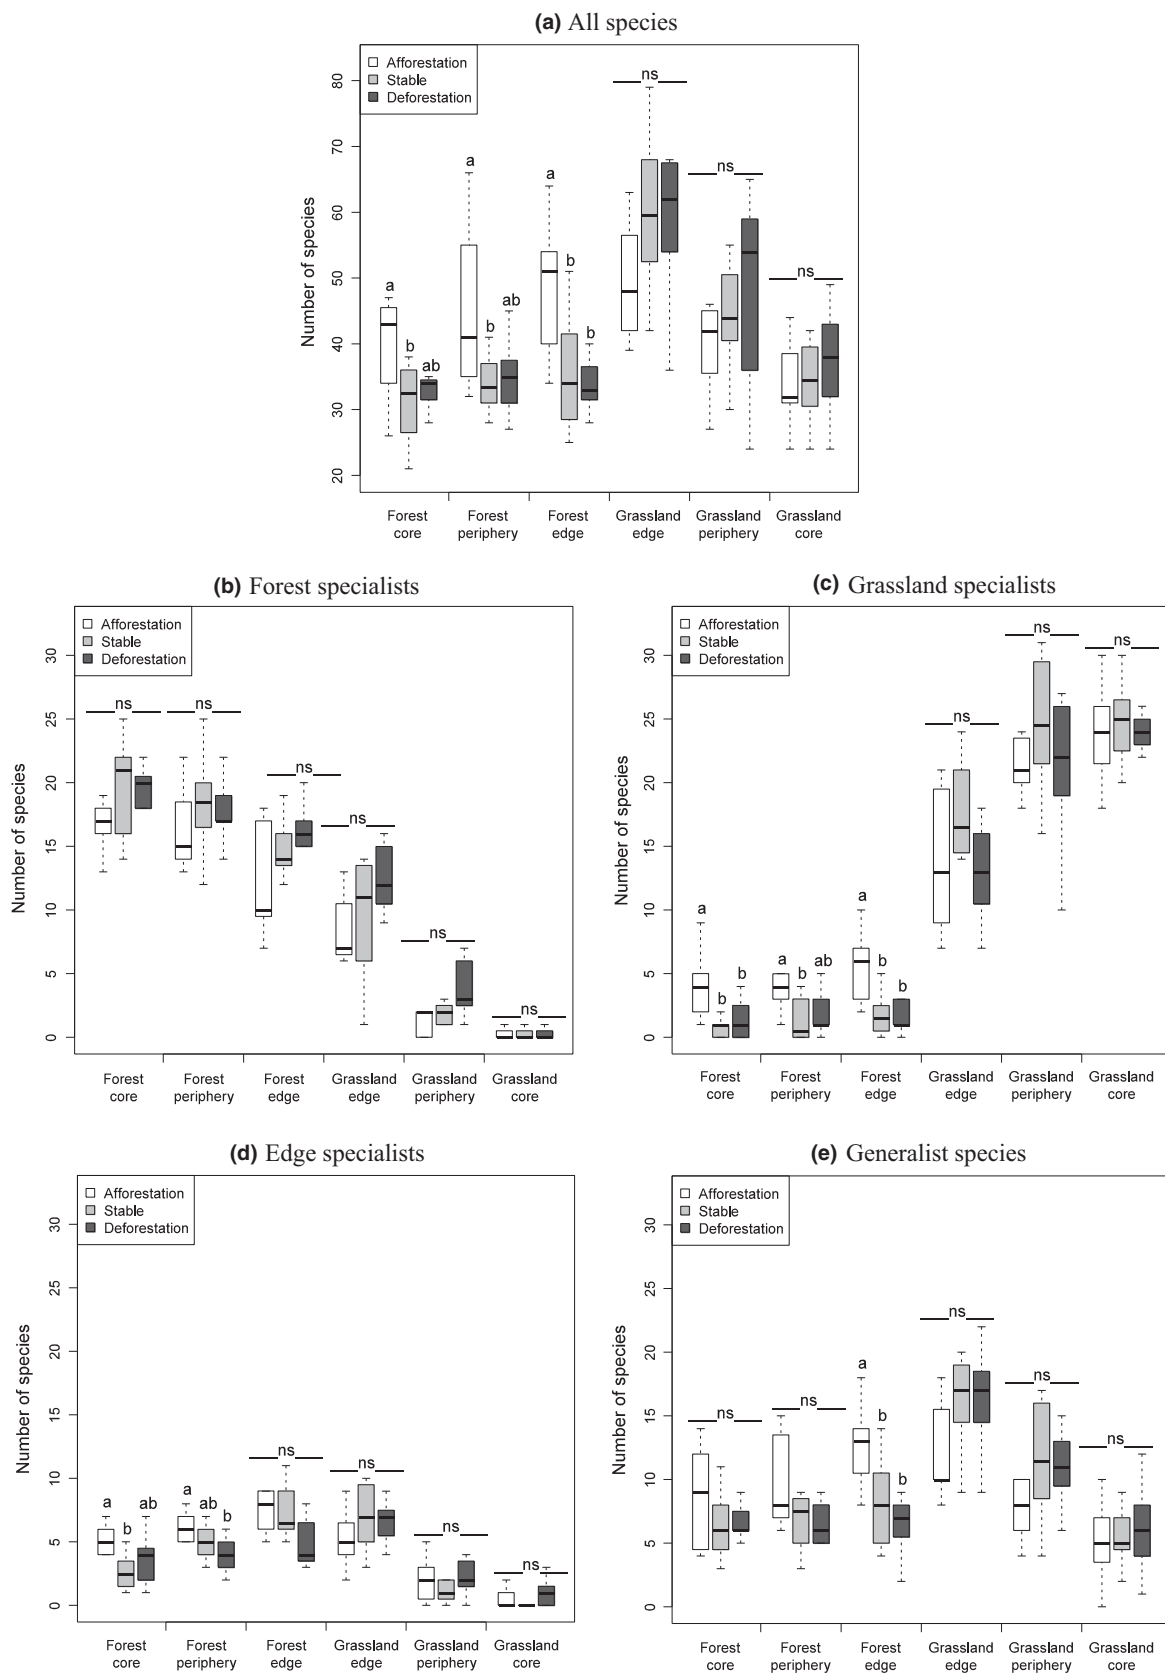 (a) All species
Afforestation
Stable
Deforestation
Number of species
80
70
60
50
40
30
20
a
b
ab
a
b
ab
a
b
b
ns
ns
ns
Forest core
Forest periphery
Forest edge
Grassland edge
Grassland periphery
Grassland core
(b) Forest specialists
Afforestation
Stable
Deforestation
Number of species
30
25
20
15
10
5
0
ns
ns
ns
ns
ns
ns
Forest core
Forest periphery
Forest edge
Grassland edge
Grassland periphery
Grassland core
(c) Grassland specialists
Afforestation
Stable
Deforestation
Number of species
30
25
20
15
10
5
0
a
b
b
a
b
ab
a
b
b
ns
ns
ns
Forest core
Forest periphery
Forest edge
Grassland edge
Grassland periphery
Grassland core
(d) Edge specialists
Afforestation
Stable
Deforestation
Number of species
30
25
20
15
10
5
0
a
b
ab
a
ab
b
ns
ns
ns
ns
Forest core
Forest periphery
Forest edge
Grassland edge
Grassland periphery
Grassland core
(e) Generalist species
Afforestation
Stable
Deforestation
Number of species
30
25
20
15
10
5
0
ns
ns
a
b
b
ns
ns
ns
Forest core
Forest periphery
Forest edge
Grassland edge
Grassland periphery
Grassland core